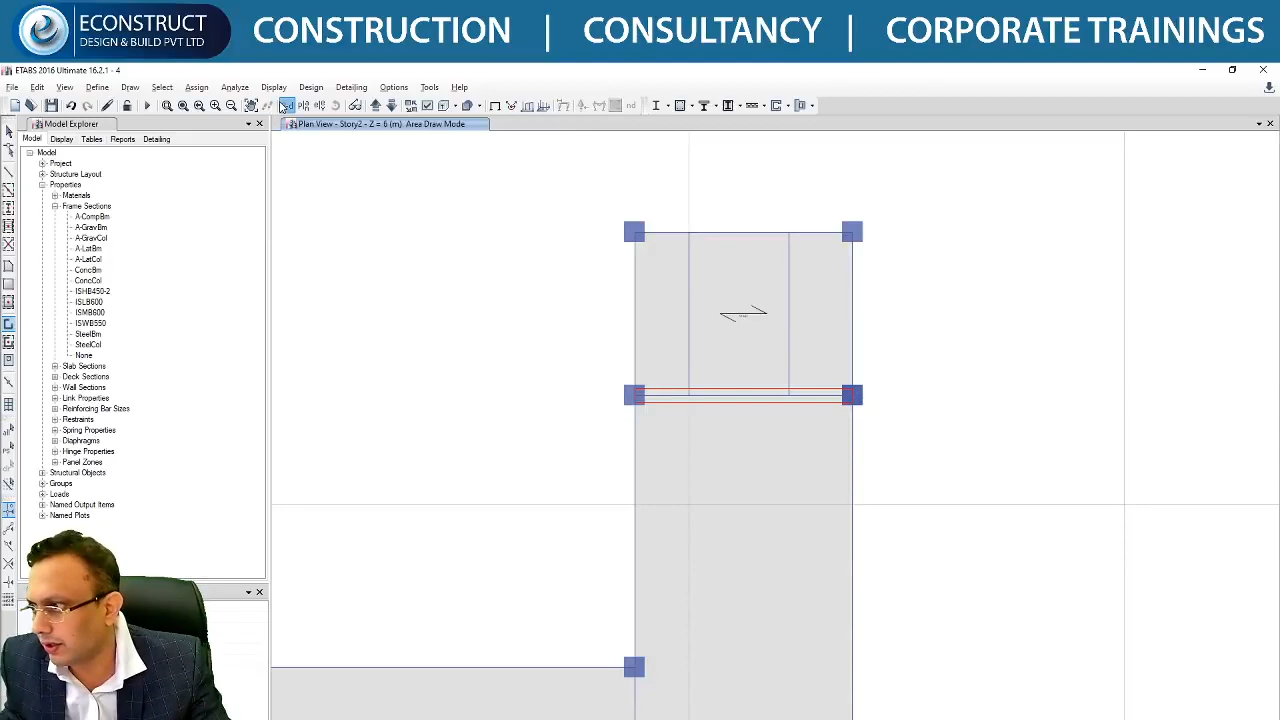 ECONSTRUCT
DESIGN & BUILD PVT LTD
CONSTRUCTION | CONSULTANCY | CORPORATE TRAININGS
ETABS 2016 Ultimate 16.2.1 - 4
File Edit View Define Draw Select Assign Analyze Display Design Detailing Options Tools Help
nd
Model Explorer
Plan View - Story2 - Z = 6 (m) Area Draw Mode
Model Display Tables Reports Detailing
Model
Project
Structure Layout
Properties
Materials
Frame Sections
A-CompBm
A-GravBm
A-GravCol
A-LatBm
A-LatCol
ConcBm
ConcCol
ISHB450-2
ISLB600
ISMB600
ISWB550
SteelBm
SteelCol
None
Slab Sections
Deck Sections
Wall Sections
Link Properties
Reinforcing Bar Sizes
Restraints
Spring Properties
Diaphragms
Hinge Properties
Panel Zones
Structural Objects
Groups
Loads
Named Output Items
Named Plots